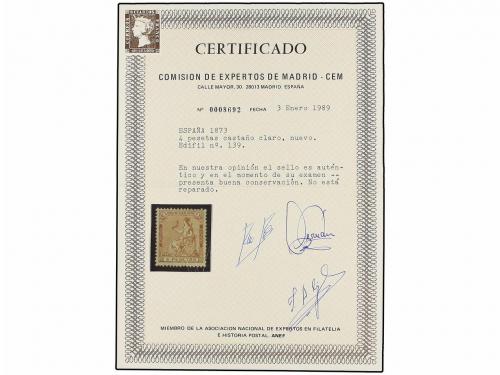 CERTIFICADO
COMISION DE EXPERTOS DE MADRID - CEM
CALLE MAYOR, 30. 28013 MADRID. ESPAÑA
Nº 0008692 FECHA 3 Enero 1989
ESPAÑA 1873
4 pesetas castaño claro, nuevo.
Edifil nº. 139.
En nuestra opinión el sello es autén-
tico y en el momento de su examen --
presenta buena conservación. No está
reparado.
4 PESETAS
MIEMBRO DE LA ASOCIACION NACIONAL DE EXPERTOS EN FILATELIA
E HISTORIA POSTAL. ANEF